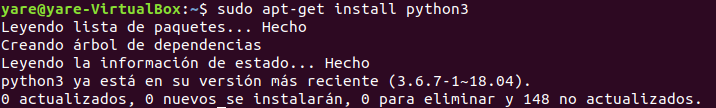 yare@yare-VirtualBox:~$ sudo apt-get install python3
Leyendo lista de paquetes... Hecho
Creando árbol de dependencias
Leyendo la información de estado... Hecho
python3 ya está en su versión más reciente (3.6.7-1~18.04).
0 actualizados, 0 nuevos se instalarán, 0 para eliminar y 148 no actualizados.